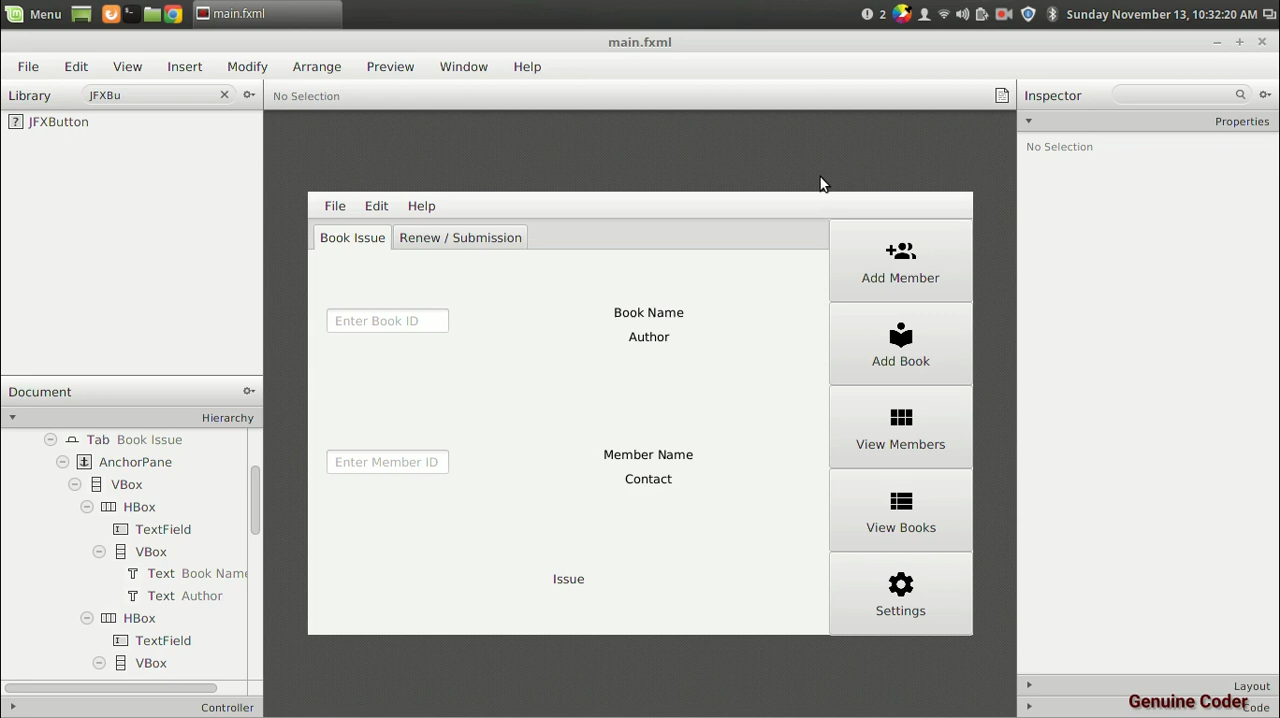 Menu
main.fxml
2
Sunday November 13, 10:32:20 AM
main.fxml
File Edit View Insert Modify Arrange Preview Window Help
Library
JFXBu
No Selection
Inspector
? JFXButton
Properties
No Selection
File Edit Help
Book Issue
Renew / Submission
Add Member
Enter Book ID
Book Name
Author
Add Book
View Members
Enter Member ID
Member Name
Contact
View Books
Issue
Settings
Document
Hierarchy
Tab Book Issue
AnchorPane
VBox
HBox
TextField
VBox
Text Book Name
Text Author
HBox
TextField
VBox
Controller
Layout
Code
Genuine Coder